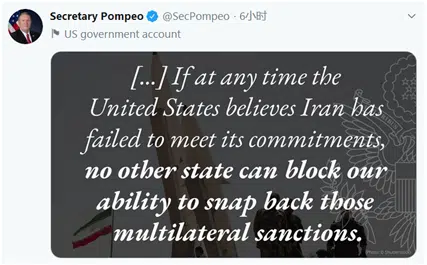 Secretary Pompeo @SecPompeo · 6小时
US government account
[...] If at any time the
United States believes Iran has
failed to meet its commitments,
no other state can block our
ability to snap back those
multilateral sanctions.